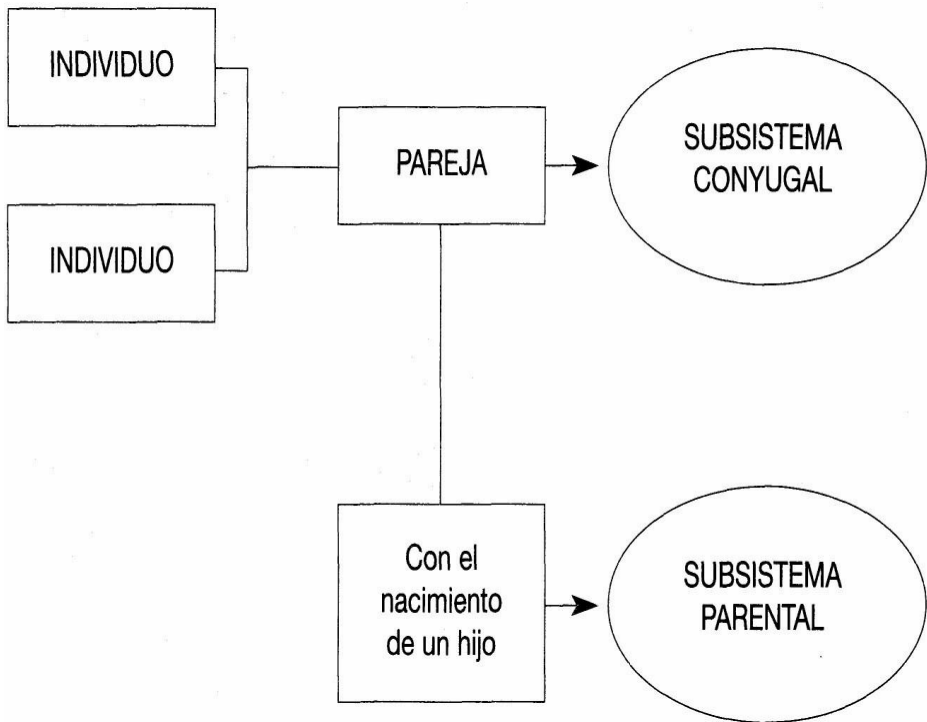 INDIVIDUO
INDIVIDUO
PAREJA
SUBSISTEMA
CONYUGAL
Con el
nacimiento
de un hijo
SUBSISTEMA
PARENTAL